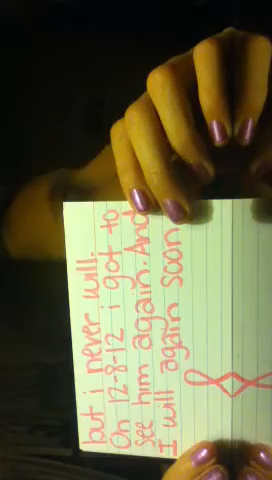 but i never will.
On 12-8-12 i got to
see him again. And
I will again soon